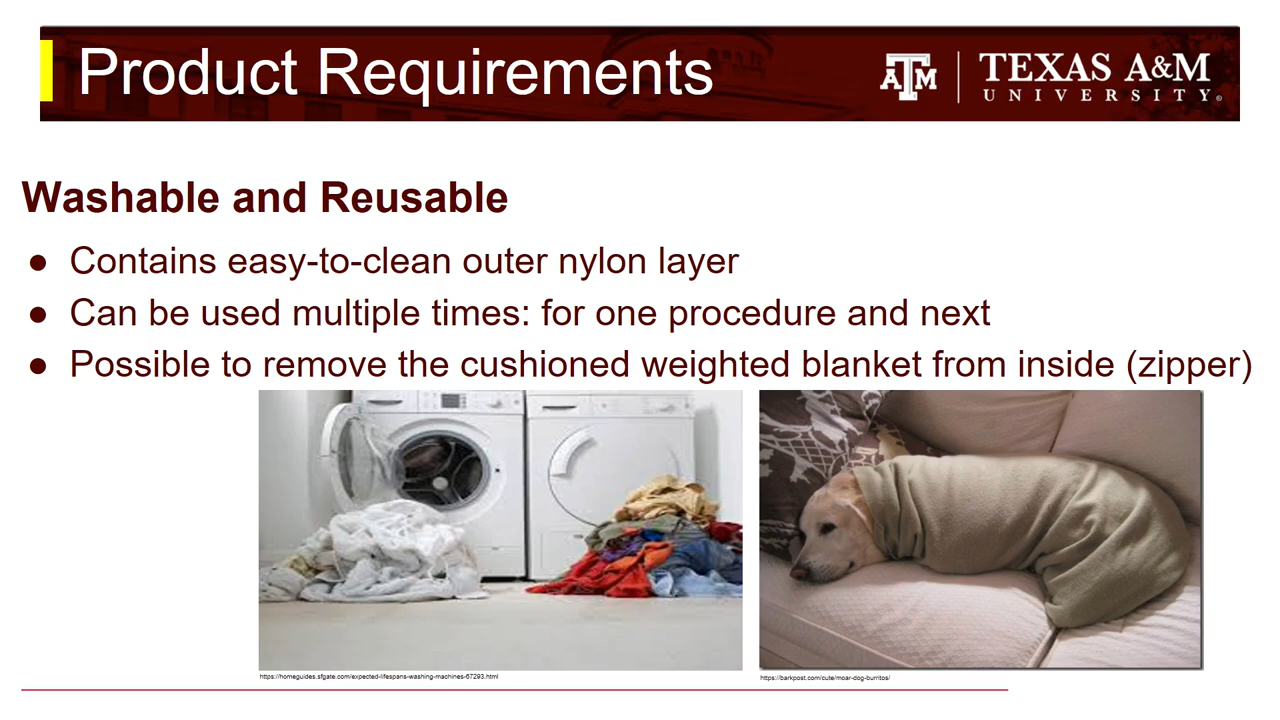 Product Requirements
ATM
TEXAS A&M
UNIVERSITY®
Washable and Reusable
● Contains easy-to-clean outer nylon layer
● Can be used multiple times: for one procedure and next
● Possible to remove the cushioned weighted blanket from inside (zipper)
https://homeguides.sfgate.com/expected-lifespans-washing-machines-67293.html
https://barkpost.com/cute/moar-dog-burritos/